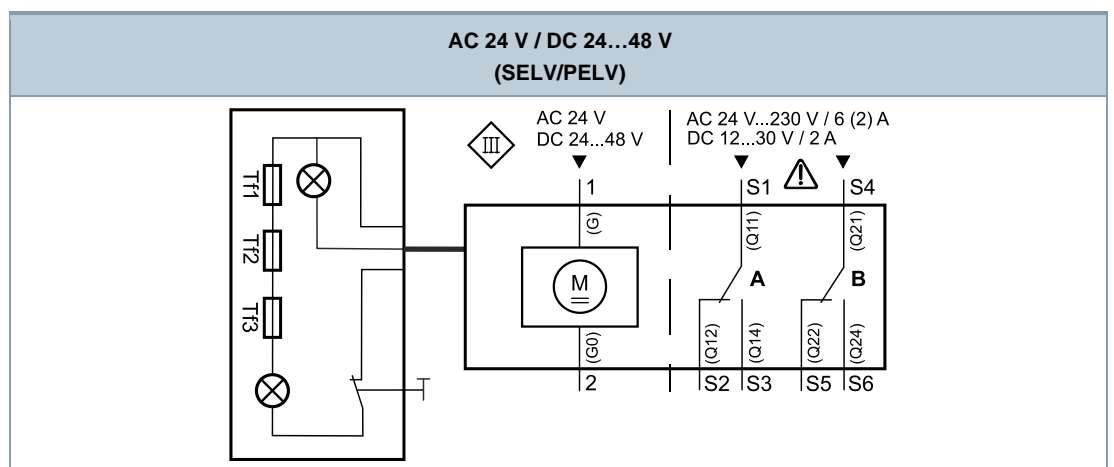 AC 24 V / DC 24...48 V
(SELV/PELV)
AC 24 V
DC 24...48 V
AC 24 V...230 V / 6 (2) A
DC 12...30 V / 2 A
III
1
S1
S4
Tf1
Tf2
Tf3
(G)
(Q11)
(Q21)
M
A
B
(G0)
(Q12)
(Q14)
(Q22)
(Q24)
2
S2
S3
S5
S6